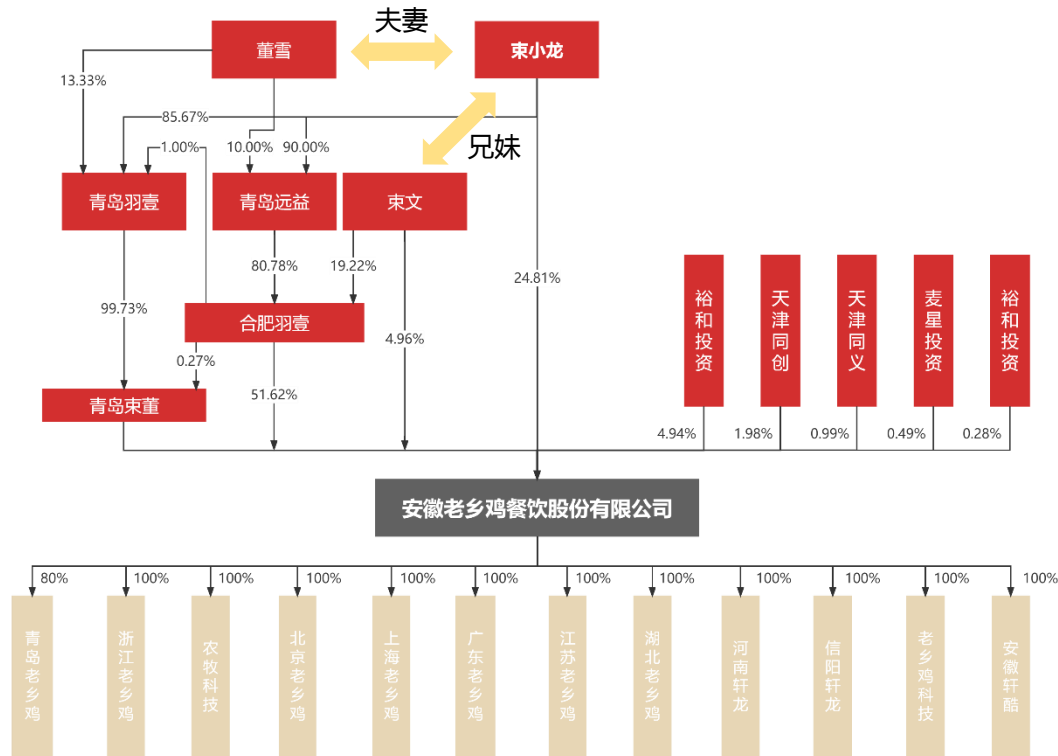 夫妻
董雪
束小龙
13.33%
85.67%
兄妹
1.00%
10.00%
90.00%
青岛羽壹
青岛远益
束文
80.78%
19.22%
24.81%
99.73%
合肥羽壹
4.96%
0.27%
51.62%
青岛束董
裕和投资
天津同创
天津同义
麦星投资
裕和投资
4.94%
1.98%
0.99%
0.49%
0.28%
安徽老乡鸡餐饮股份有限公司
80%
100%
100%
100%
100%
100%
100%
100%
100%
100%
100%
100%
青岛老乡鸡
浙江老乡鸡
农牧科技
北京老乡鸡
上海老乡鸡
广东老乡鸡
江苏老乡鸡
湖北老乡鸡
河南轩龙
信阳轩龙
老乡鸡科技
安徽轩酷